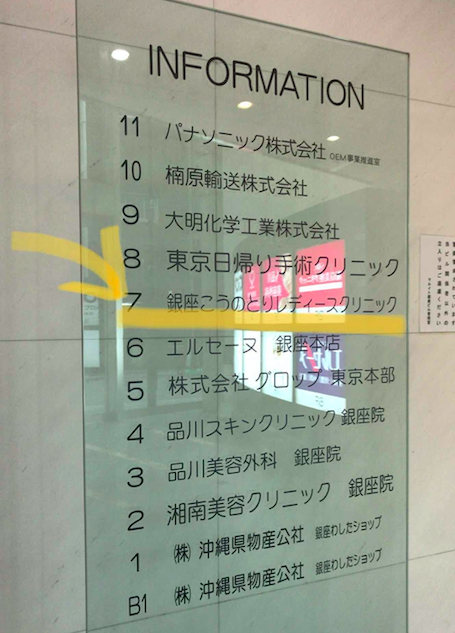 INFORMATION
11 パナソニック株式会社 OEM事業推進室
10 楠原輸送株式会社
9 大明化学工業株式会社
8 東京日帰り手術クリニック
7 銀座こうのとりレディースクリニック
6 エルセーヌ 銀座本店
5 株式会社 グロップ 東京本部
4 品川スキンクリニック 銀座院
3 品川美容外科 銀座院
2 湘南美容クリニック 銀座院
1 ㈱ 沖縄県物産公社 銀座わしたショップ
B1 ㈱ 沖縄県物産公社 銀座わしたショップ